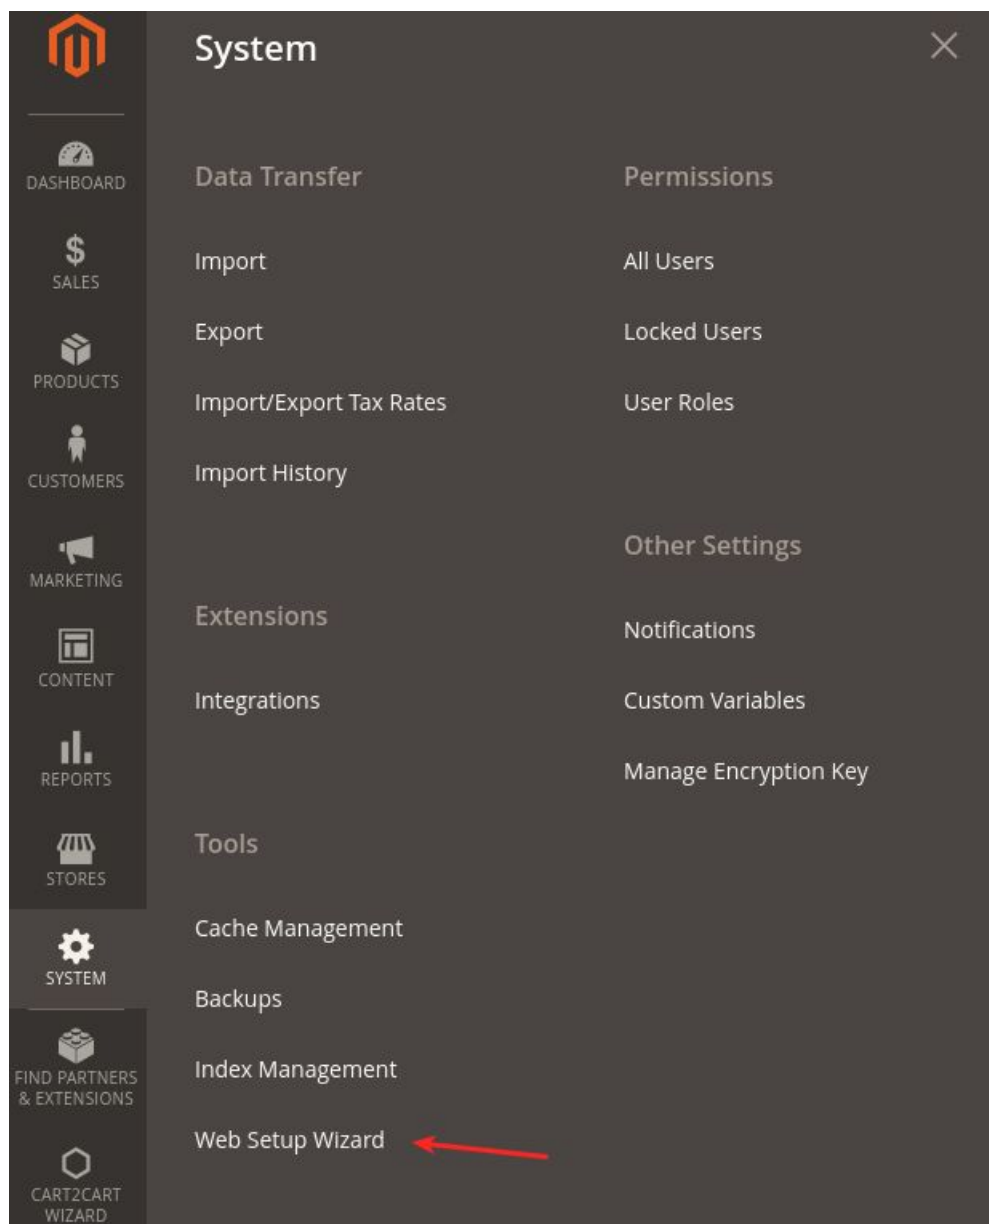 System
DASHBOARD
SALES
PRODUCTS
CUSTOMERS
MARKETING
CONTENT
REPORTS
STORES
SYSTEM
FIND PARTNERS
& EXTENSIONS
CART2CART
WIZARD
Data Transfer
Import
Export
Import/Export Tax Rates
Import History
Extensions
Integrations
Tools
Cache Management
Backups
Index Management
Web Setup Wizard
Permissions
All Users
Locked Users
User Roles
Other Settings
Notifications
Custom Variables
Manage Encryption Key